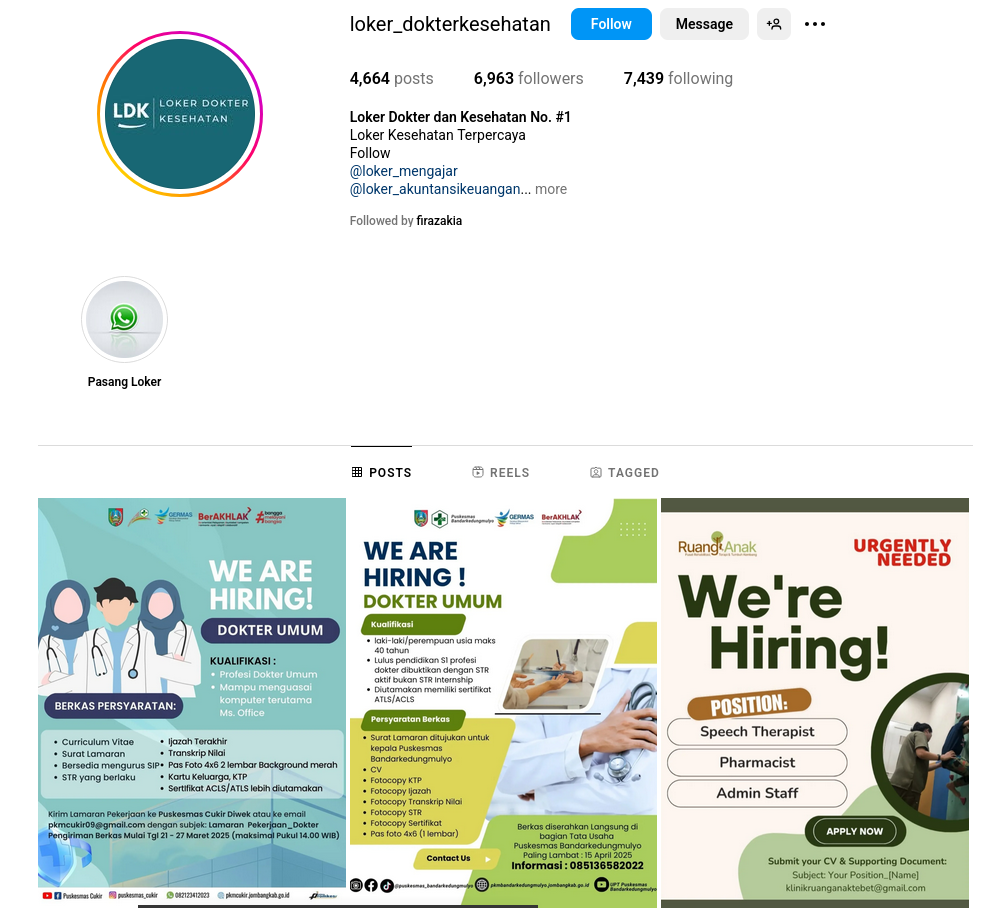 loker_dokterkesehatan
Follow
Message
4,664 posts
6,963 followers
7,439 following
LDK
LOKER DOKTER
KESEHATAN
Loker Dokter dan Kesehatan No. #1
Loker Kesehatan Terpercaya
Follow
@loker_mengajar
@loker_akuntansikeuangan... more
Followed by firazakia
Pasang Loker
POSTS
REELS
TAGGED
GERMAS
BerAKHLAK
#bangga
melayani
bangsa
WE ARE
HIRING!
DOKTER UMUM
KUALIFIKASI :
• Profesi Dokter Umum
• Mampu menguasai
komputer terutama
Ms. Office
BERKAS PERSYARATAN:
• Curriculum Vitae
• Surat Lamaran
• Bersedia mengurus SIP
• STR yang berlaku
• Ijazah Terakhir
• Transkrip Nilai
• Pas Foto 4x6 2 lembar Background merah
• Kartu Keluarga, KTP
• Sertifikat ACLS/ATLS lebih diutamakan
Kirim Lamaran Pekerjaan ke Puskesmas Cukir Diwek atau ke email
pkmcukir09@gmail.com dengan subjek: Lamaran_Pekerjaan_Dokter
Pengiriman Berkas Mulai Tgl 21 - 27 Maret 2025 (maksimal Pukul 14.00 WIB)
Puskesmas Cukir
puskesmas_cukir
082123412023
pkmcukir.jombangkab.go.id
Puskesmas
Bandarkedungmulyo
GERMAS
BerAKHLAK
WE ARE
HIRING !
DOKTER UMUM
Kualifikasi
• laki-laki/perempuan usia maks
40 tahun
• Lulus pendidikan S1 profesi
dokter dibuktikan dengan STR
aktif bukan STR Internship
• Diutamakan memiliki sertifikat
ATLS/ACLS
Persyaratan Berkas
• Surat Lamaran ditujukan untuk
kepala Puskesmas
Bandarkedungmulyo
• CV
• Fotocopy KTP
• Fotocopy Ijazah
• Fotocopy Transkrip Nilai
• Fotocopy STR
• Fotocopy Sertifikat
• Pas foto 4x6 (1 lembar)
Contact Us
Berkas diserahkan Langsung di
bagian Tata Usaha
Puskesmas Bandarkedungmulyo
Paling Lambat : 15 April 2025
Informasi : 085136582022
@puskesmas_bandarkedungmulyo
pkmbandarkedungmulyo.jombangkab.go.id
UPT Puskesmas
Bandarkedungmulyo
Ruang Anak
URGENTLY
NEEDED
We're
Hiring!
POSITION:
Speech Therapist
Pharmacist
Admin Staff
APPLY NOW
Submit your CV & Supporting Document:
Subject: Your Position_[Name]
klinikruanganaktebet@gmail.com